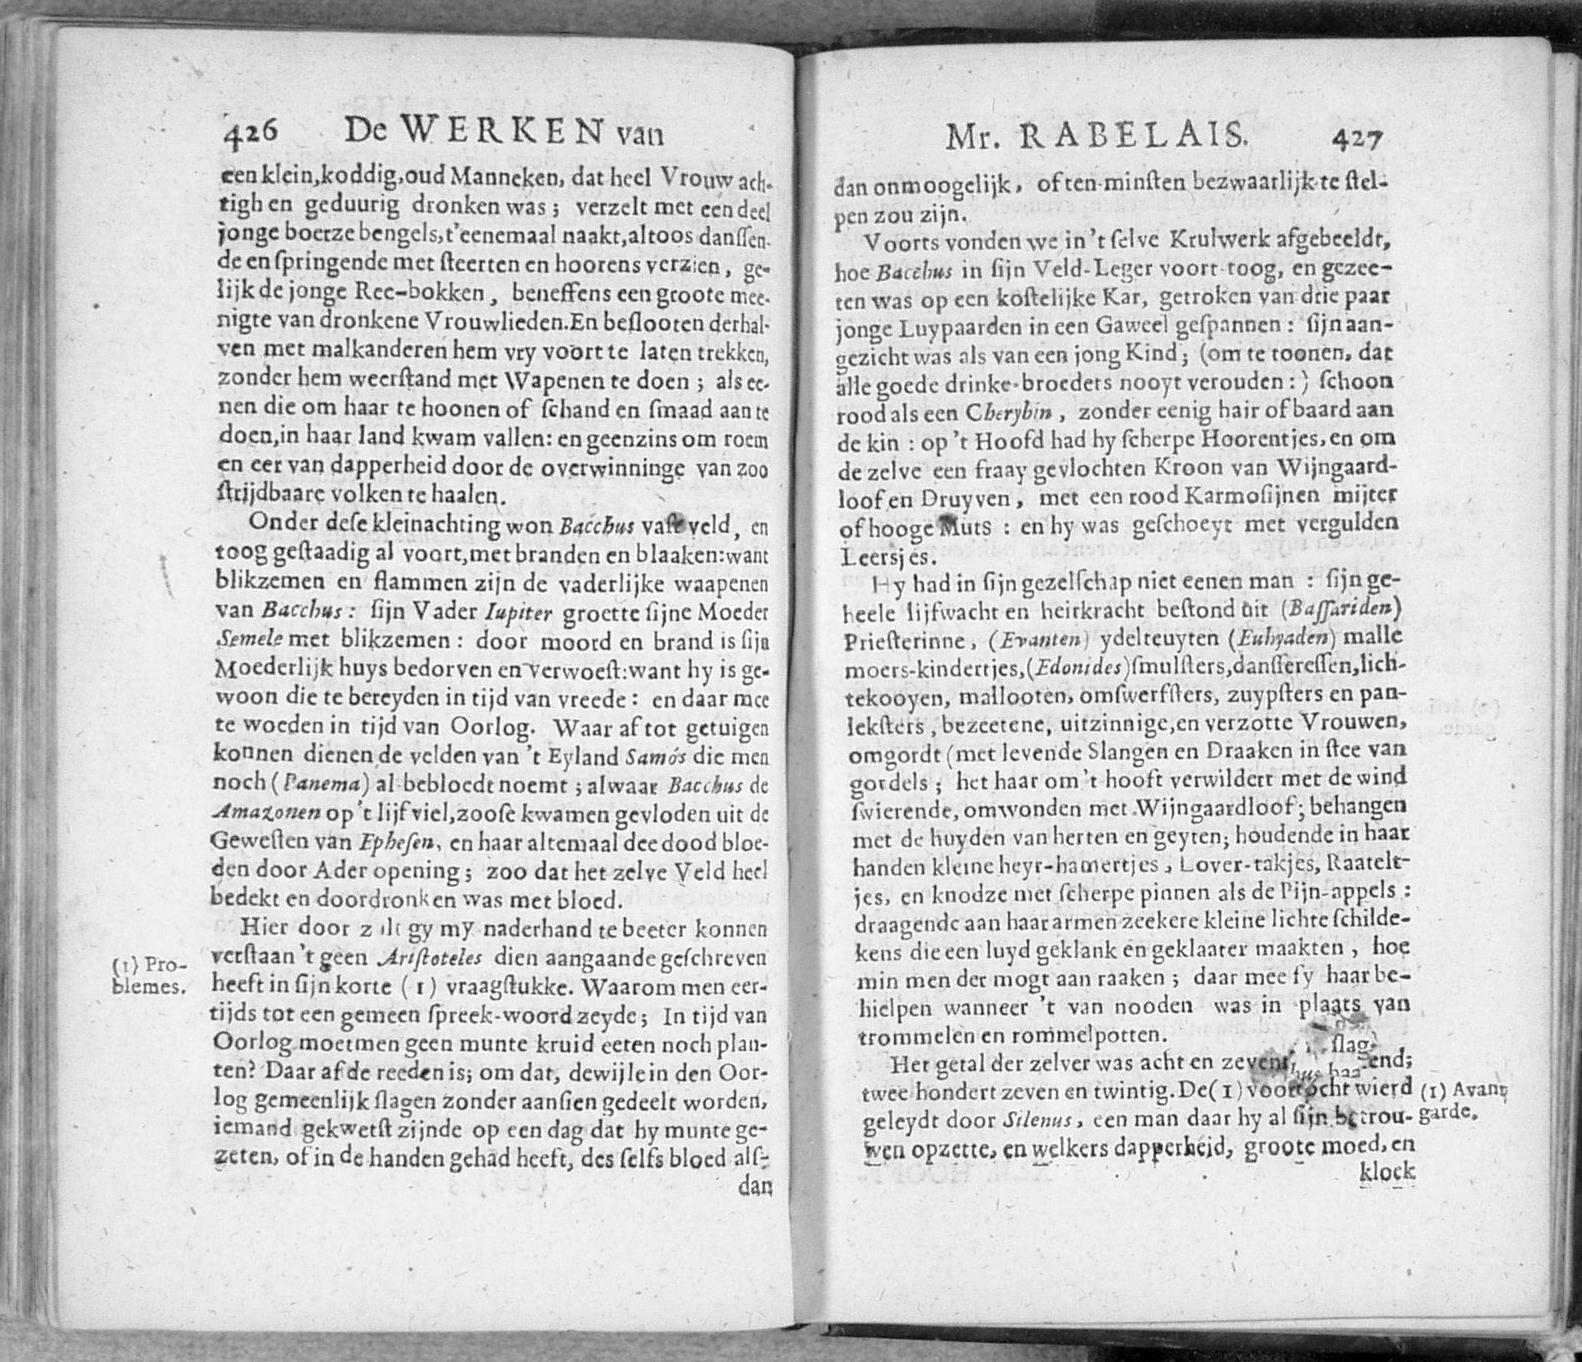 426 De WERKEN van
een klein, koddig, oud Manneken, dat heel Vrouw ach-
tigh en geduurig dronken was; verzelt met een deel
jonge boerze bengels, t'eenemaal naakt, altoos danſſen-
de en ſpringende met ſteerten en hoorens verzien, ge-
lijk de jonge Ree-bokken, beneffens een groote mee-
nigte van dronkene Vrouwlieden. En beſlooten derhal-
ven met malkanderen hem vry voort te laten trekken,
zonder hem weerſtand met Wapenen te doen; als ee-
nen die om haar te hoonen of ſchand en ſmaad aan te
doen, in haar land kwam vallen: en geenzins om roem
en eer van dapperheid door de overwinninge van zoo
ſtrijdbaare volken te haalen.
Onder deſe kleinachting won Bacchus vaſt veld, en
toog geſtaadig al voort, met branden en blaaken: want
blikzemen en flammen zijn de vaderlijke waapenen
van Bacchus: ſijn Vader Iupiter groette ſijne Moeder
Semele met blikzemen: door moord en brand is ſijn
Moederlijk huys bedorven en verwoeſt: want hy is ge-
woon die te bereyden in tijd van vreede: en daar mee
te woeden in tijd van Oorlog. Waar af tot getuigen
konnen dienen de velden van 't Eyland Samos die men
noch (Panema) al bebloedt noemt; alwaar Bacchus de
Amazonen op 't lijf viel, zooſe kwamen gevloden uit de
Geweſten van Epheſen, en haar altemaal dee dood bloe-
den door Ader opening; zoo dat het zelve Veld heel
bedekt en doordronken was met bloed.
Hier door zult gy my naderhand te beeter konnen
verſtaan 't geen Ariſtoteles dien aangaande geſchreven
heeft in ſijn korte (1) vraagſtukke. Waarom men eer-
tijds tot een gemeen ſpreek-woord zeyde; In tijd van
Oorlog moetmen geen munte kruid eeten noch plan-
ten? Daar af de reeden is; om dat, dewijle in den Oor-
log gemeenlijk ſlagen zonder aanſien gedeelt worden,
iemand gekwetſt zijnde op een dag dat hy munte ge-
zeten, of in de handen gehad heeft, des ſelfs bloed alſ-
dan
(1) Pro-
blemes.
Mr. RABELAIS. 427
dan onmoogelijk, of ten minſten bezwaarlijk te ſtel-
pen zou zijn.
Voorts vonden we in 't ſelve Krulwerk afgebeeldt,
hoe Bacchus in ſijn Veld-Leger voort-toog, en gezee-
ten was op een koſtelijke Kar, getroken van drie paar
jonge Luypaarden in een Gaweel geſpannen: ſijn aan-
gezicht was als van een jong Kind; (om te toonen, dat
alle goede drinke-broeders nooyt verouden:) ſchoon
rood als een Cherybin, zonder eenig hair of baard aan
de kin: op 't Hoofd had hy ſcherpe Hoorentjes, en om
de zelve een fraay gevlochten Kroon van Wijngaard-
loof en Druyven, met een rood Karmoſijnen mijter
of hooge Muts: en hy was geſchoeyt met vergulden
Leersjes.
Hy had in ſijn gezelſchap niet eenen man: ſijn ge-
heele lijfwacht en heirkracht beſtond uit (Baſſariden)
Prieſterinne, (Evanten) ydelteuyten (Euhyaden) malle
moers-kindertjes, (Edonides) ſmulſters, danſſereſſen, lich-
tekooyen, mallooten, omſwerfſters, zuypſters en pan-
lekſters, bezeetene, uitzinnige, en verzotte Vrouwen,
omgordt (met levende Slangen en Draaken in ſtee van
gordels; het haar om 't hooft verwildert met de wind
ſwierende, omwonden met Wijngaardloof; behangen
met de huyden van herten en geyten; houdende in haar
handen kleine heyr-hamertjes, Lover-takjes, Raatelt-
jes, en knodze met ſcherpe pinnen als de Pijn-appels:
draagende aan haar armen zeekere kleine lichte ſchilde-
kens die een luyd geklank en geklaater maakten, hoe
min men der mogt aan raaken; daar mee ſy haar be-
hielpen wanneer 't van nooden was in plaats van
trommelen en rommelpotten.
Het getal der zelver was acht en zeven end;
twee hondert zeven en twintig. De (1) voortocht wierd
geleydt door Silenus, een man daar hy al ſijn betrou-
wen opzette, en welkers dapperheid, groote moed, en
kloek
(1) Avant
garde.